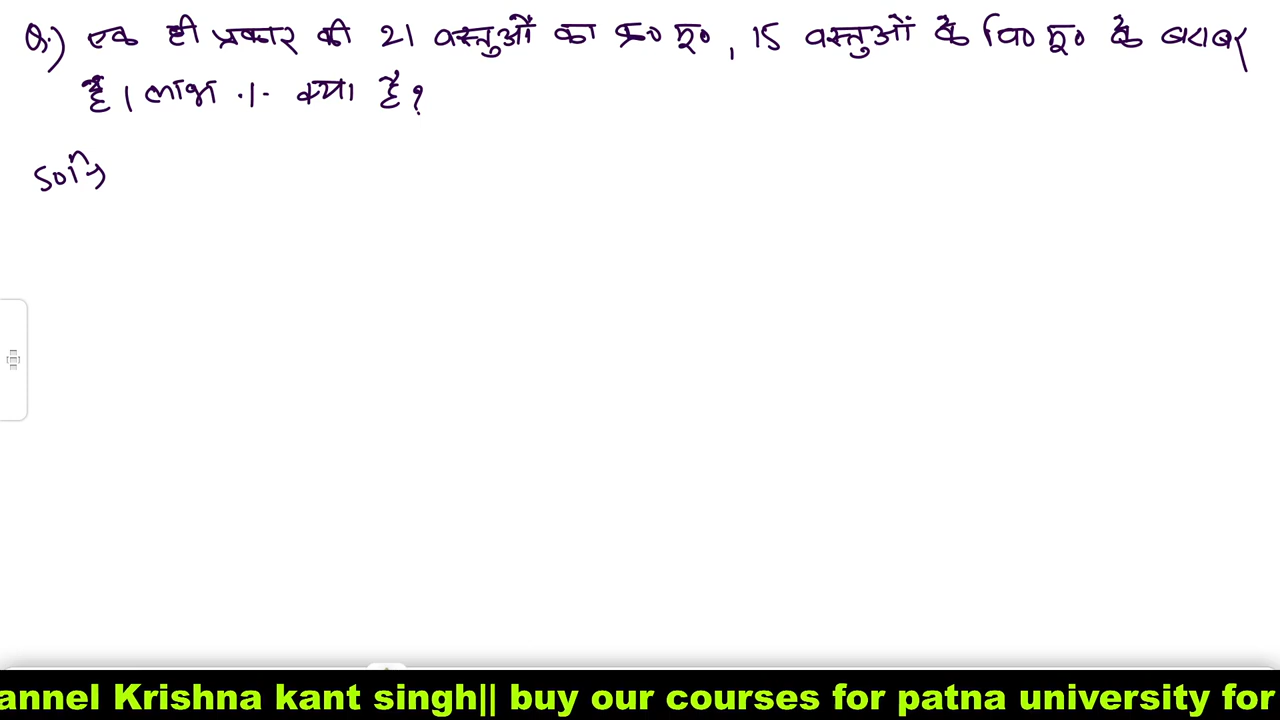 Q.) एक ही प्रकार की 21 वस्तुओं का क्र० मू० , 15 वस्तुओं के वि० मू० के बराबर
है। लाभ % क्या है?
Solⁿ→
annel Krishna kant singh|| buy our courses for patna university for